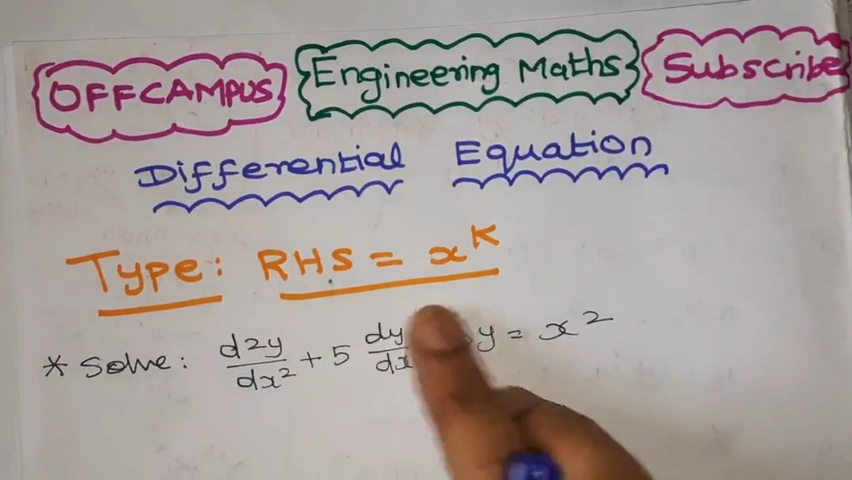 OFFCAMPUS Engineering Maths Subscribe
Differential Equation
Type: RHS = x^K
* Solve: d2y/dx² + 5 dy/dx y = x²